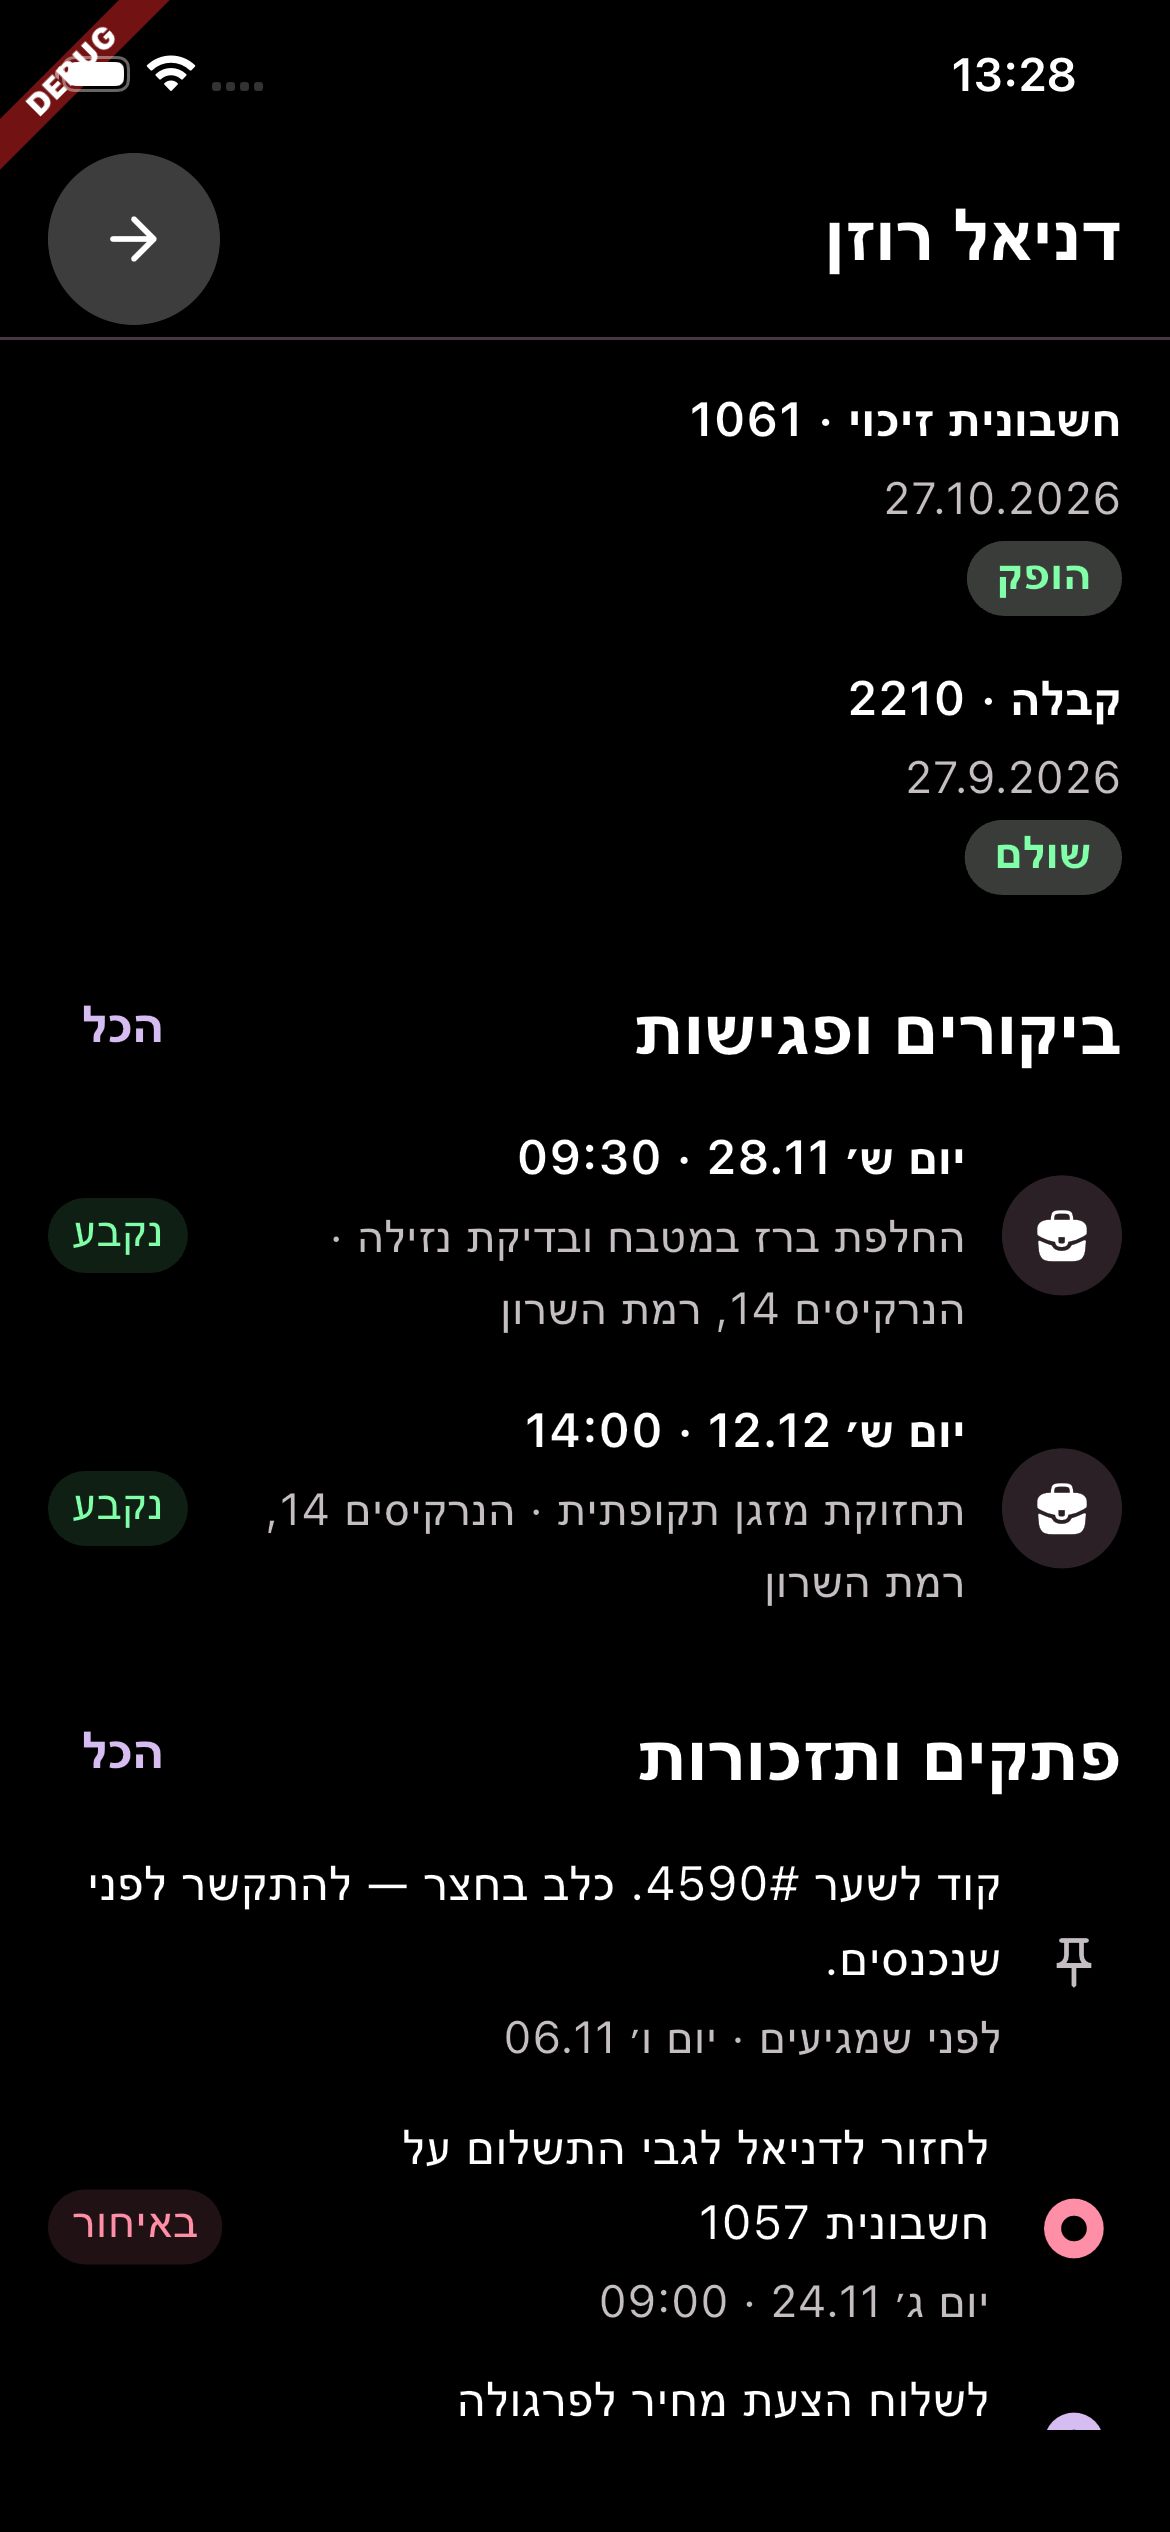 DEBUG
13:28
דניאל רוזן
חשבונית זיכוי · 1061
27.10.2026
הופק
קבלה · 2210
27.9.2026
שולם
ביקורים ופגישות
הכל
יום ש׳ 28.11 · 09:30
החלפת ברז במטבח ובדיקת נזילה ·
הנרקיסים 14, רמת השרון
נקבע
יום ש׳ 12.12 · 14:00
תחזוקת מזגן תקופתית · הנרקיסים 14,
רמת השרון
נקבע
פתקים ותזכורות
הכל
קוד לשער 4590#. כלב בחצר — להתקשר לפני
שנכנסים.
לפני שמגיעים · יום ו׳ 06.11
לחזור לדניאל לגבי התשלום על
חשבונית 1057
יום ג׳ 24.11 · 09:00
באיחור
לשלוח הצעת מחיר לפרגולה